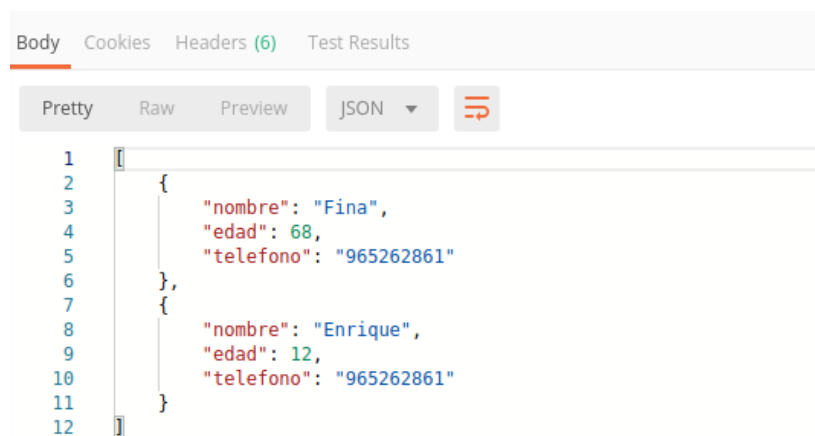 Body Cookies Headers (6) Test Results
Pretty Raw Preview JSON
1 [
2 {
3 "nombre": "Fina",
4 "edad": 68,
5 "telefono": "965262861"
6 },
7 {
8 "nombre": "Enrique",
9 "edad": 12,
10 "telefono": "965262861"
11 }
12 ]